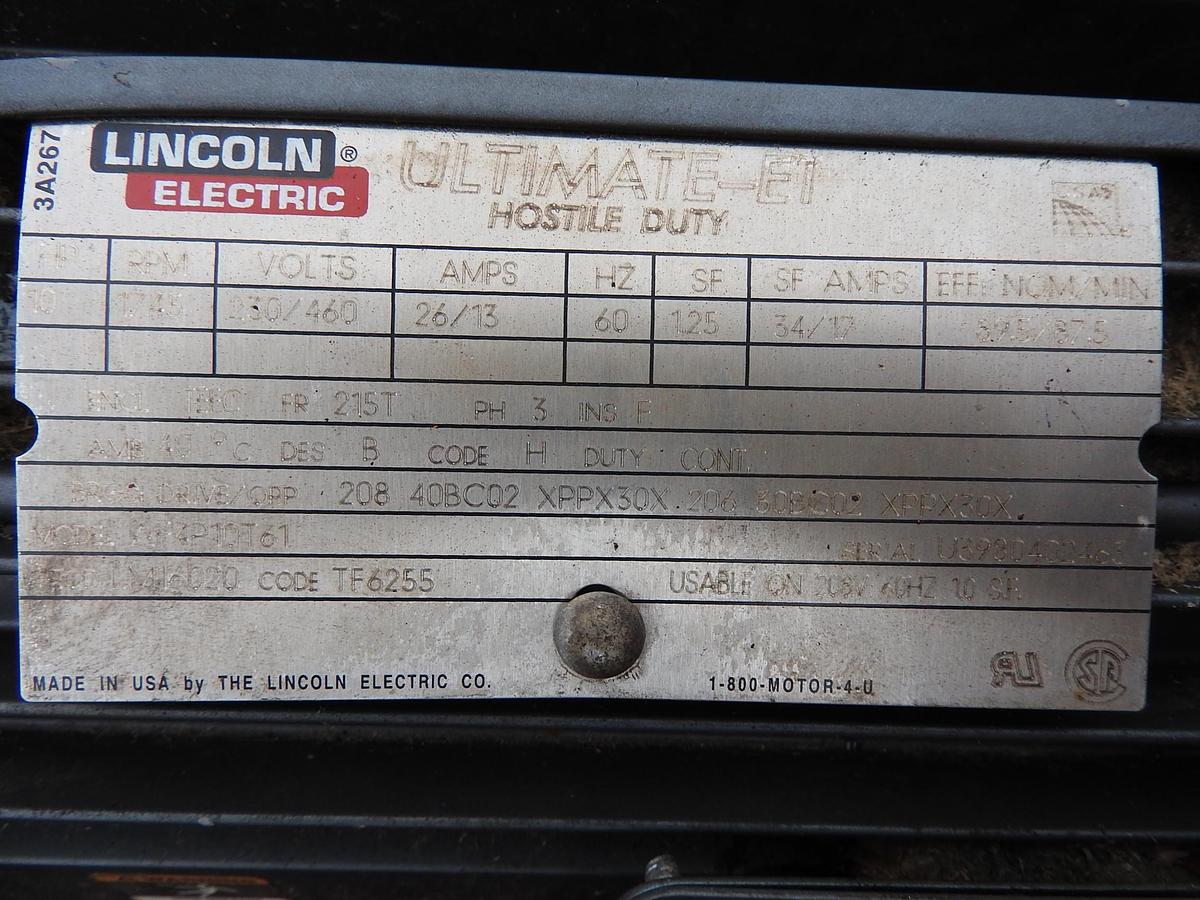 3A267
LINCOLN ®
ELECTRIC
ULTIMATE-E1
HOSTILE DUTY
HP RPM VOLTS AMPS HZ SF SF AMPS EFF. NOM/MIN
10 1745 230/460 26/13 60 1.25 34/17 89.5/87.5
ENCL TEFC FR 215T PH 3 INS F
AMB 40 °C DES B CODE H DUTY CONT.
BRGS: DRIVE/OPP 208 40BC02 XPPX30X 206 30BC02 XPPX30X
MODEL SERIAL
CODE TF6255 USABLE ON 208V 60HZ 1.0 S.F.
MADE IN USA by THE LINCOLN ELECTRIC CO. 1-800-MOTOR-4-U